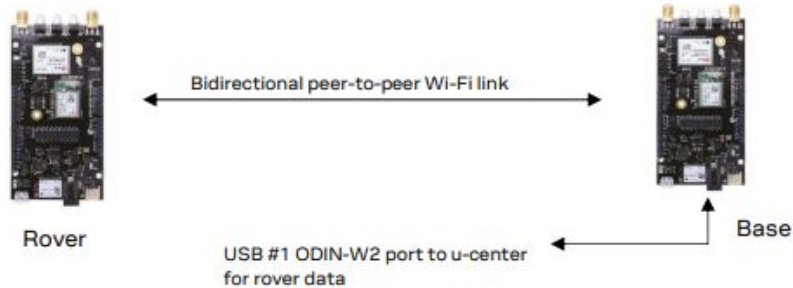 Bidirectional peer-to-peer Wi-Fi link
Rover
Base
USB #1 ODIN-W2 port to u-center
for rover data